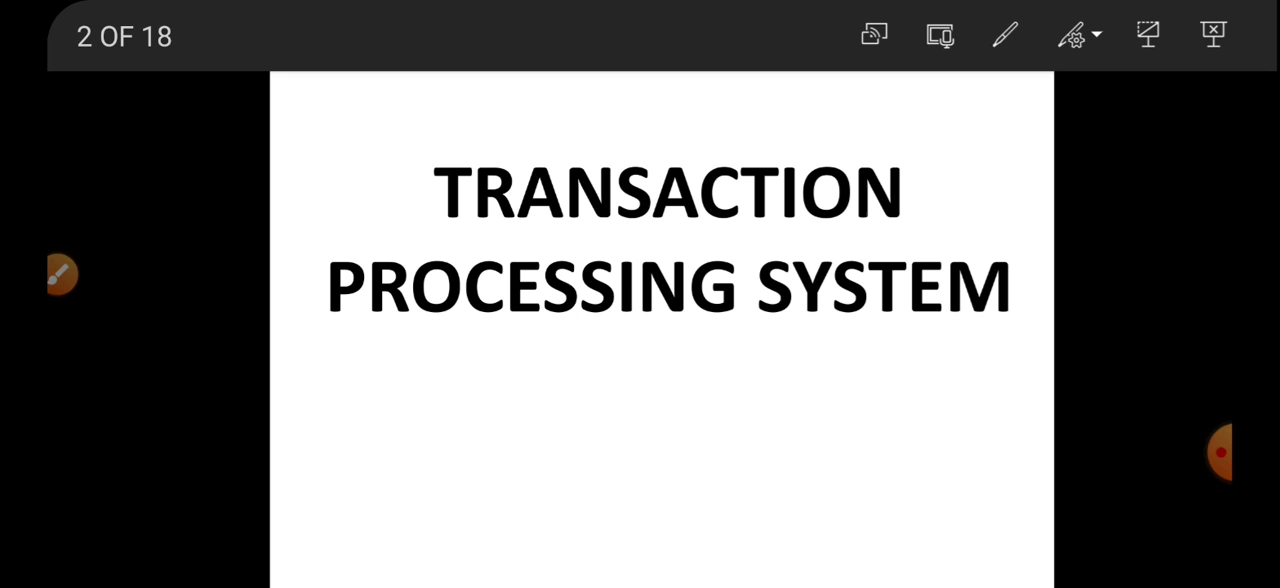 2 OF 18
TRANSACTION
PROCESSING SYSTEM